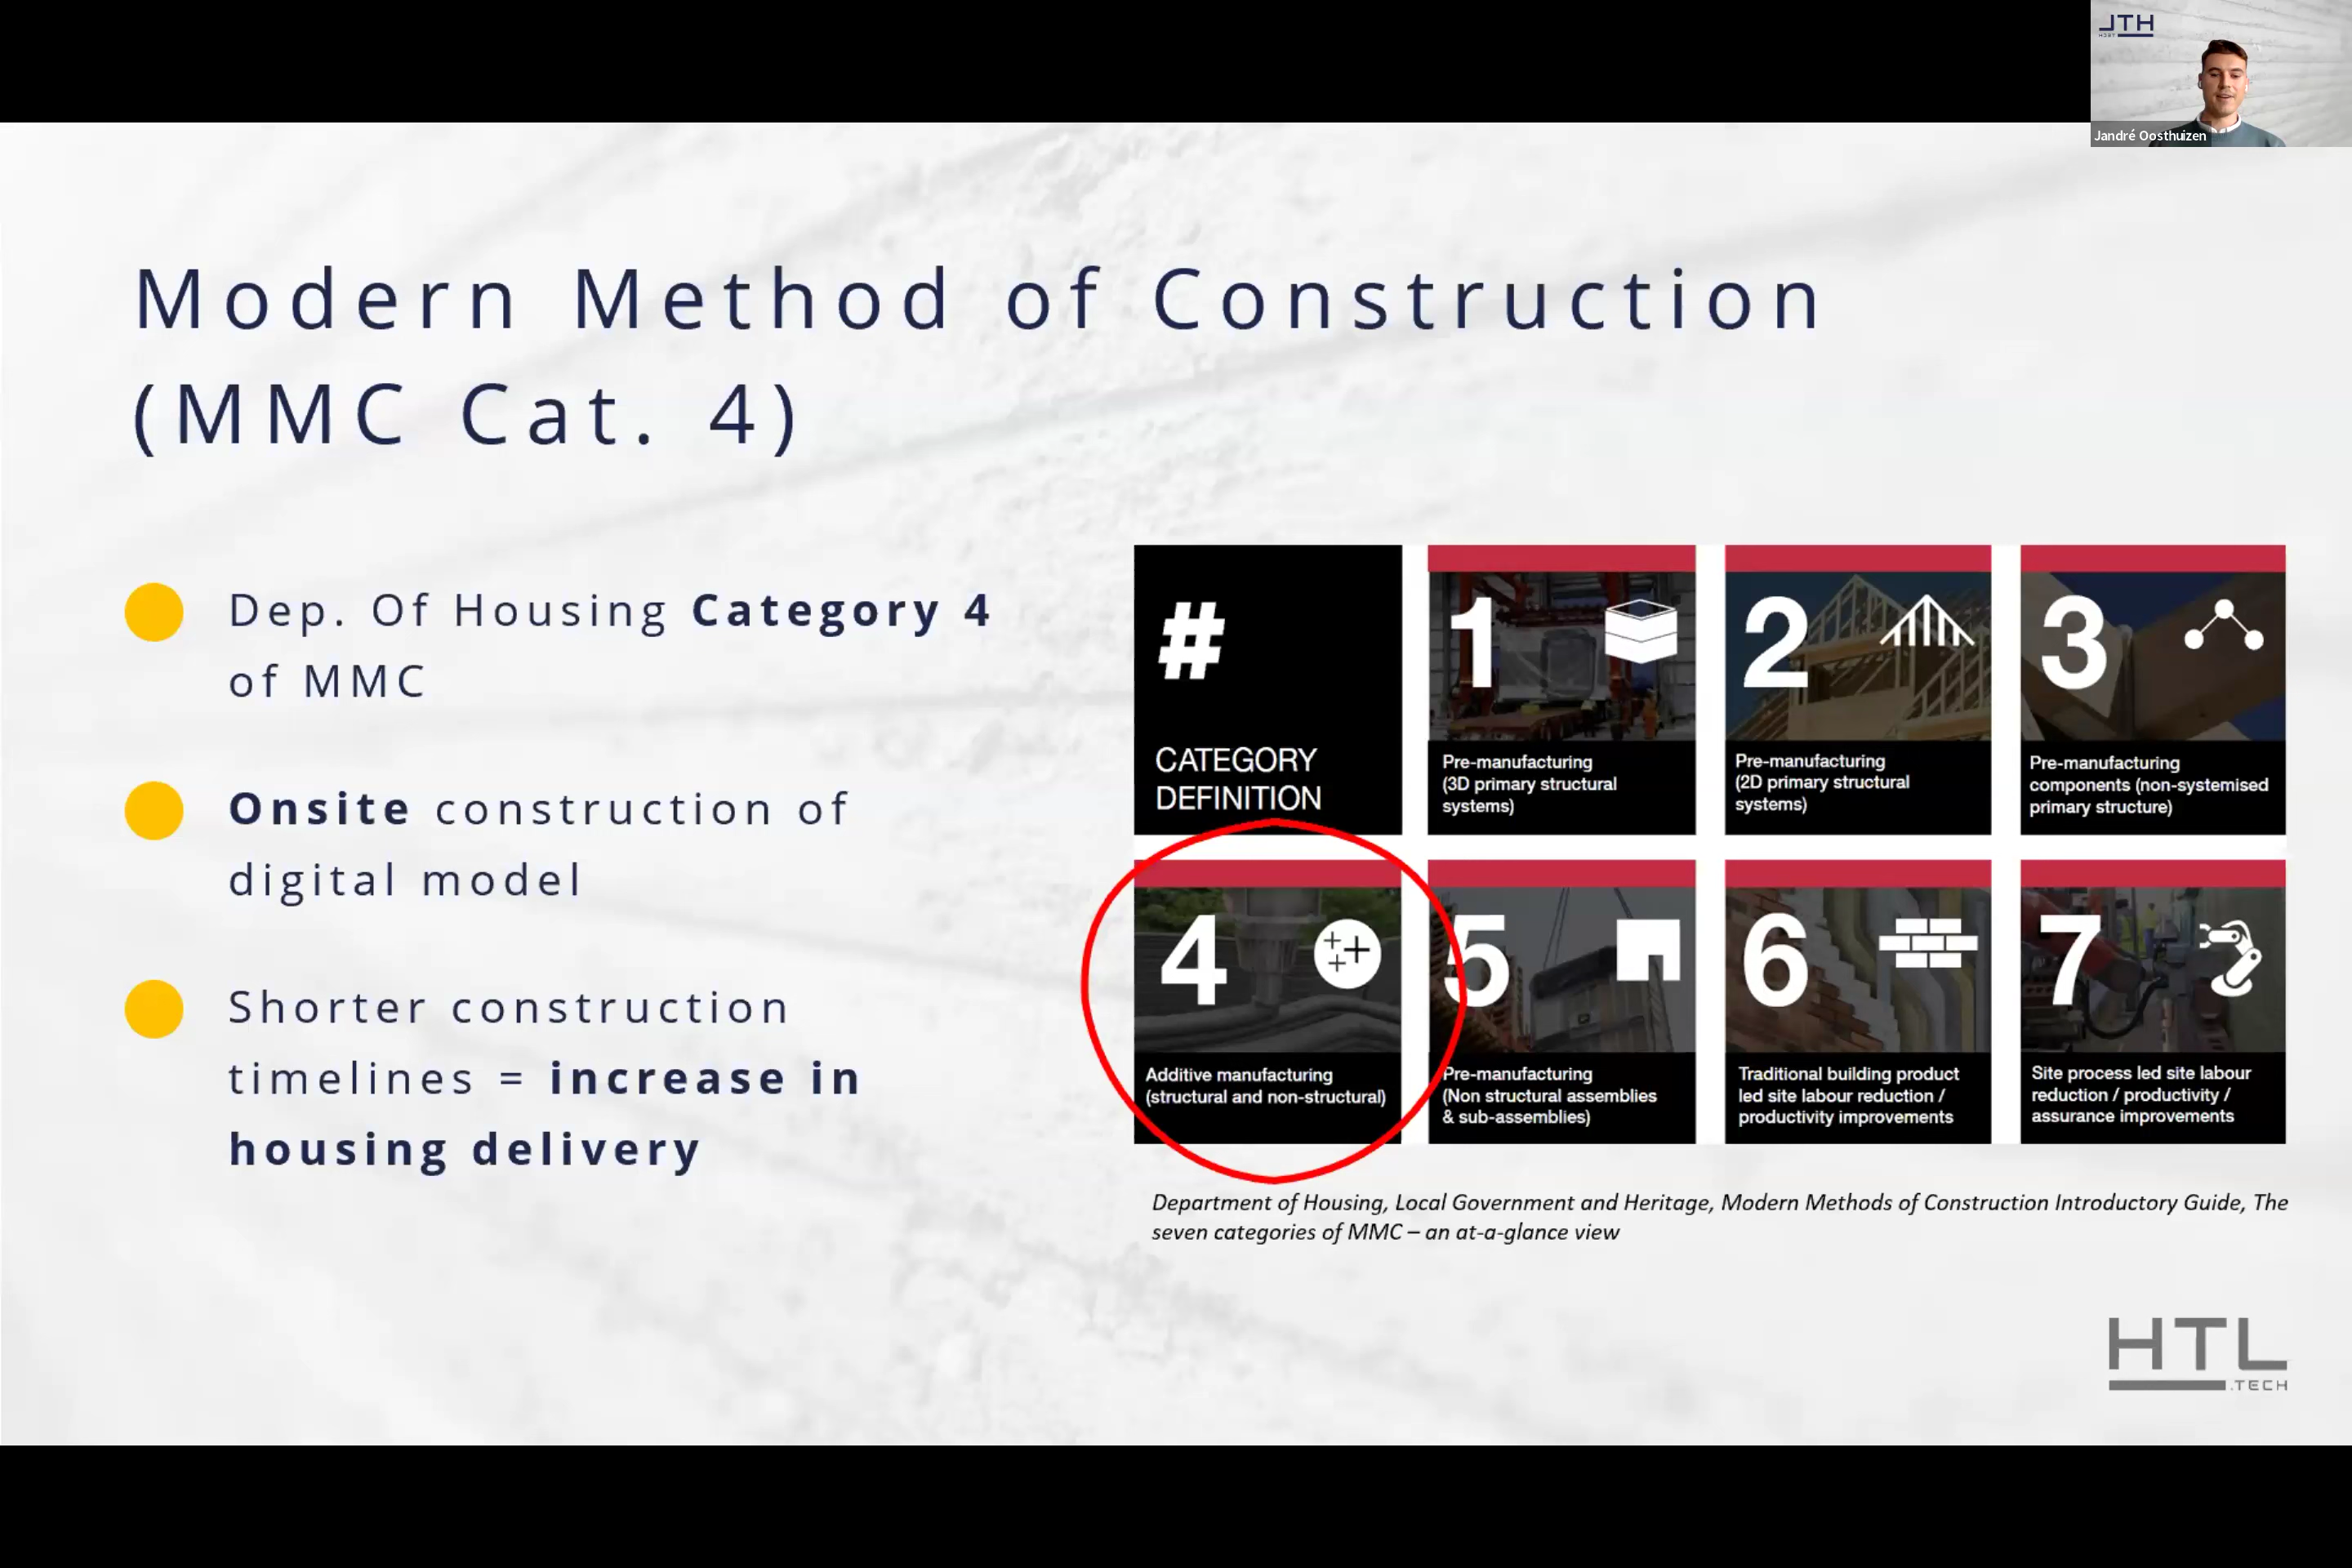 JTH
Jandré Oosthuizen
Modern Method of Construction
(MMC Cat. 4)
Dep. Of Housing Category 4
of MMC
Onsite construction of
digital model
Shorter construction
timelines = increase in
housing delivery
#
CATEGORY
DEFINITION
1
Pre-manufacturing
(3D primary structural
systems)
2
Pre-manufacturing
(2D primary structural
systems)
3
Pre-manufacturing
components (non-systemised
primary structure)
4
Additive manufacturing
(structural and non-structural)
5
Pre-manufacturing
(Non structural assemblies
& sub-assemblies)
6
Traditional building product
led site labour reduction /
productivity improvements
7
Site process led site labour
reduction / productivity /
assurance improvements
Department of Housing, Local Government and Heritage, Modern Methods of Construction Introductory Guide, The
seven categories of MMC – an at-a-glance view
HTL
.TECH